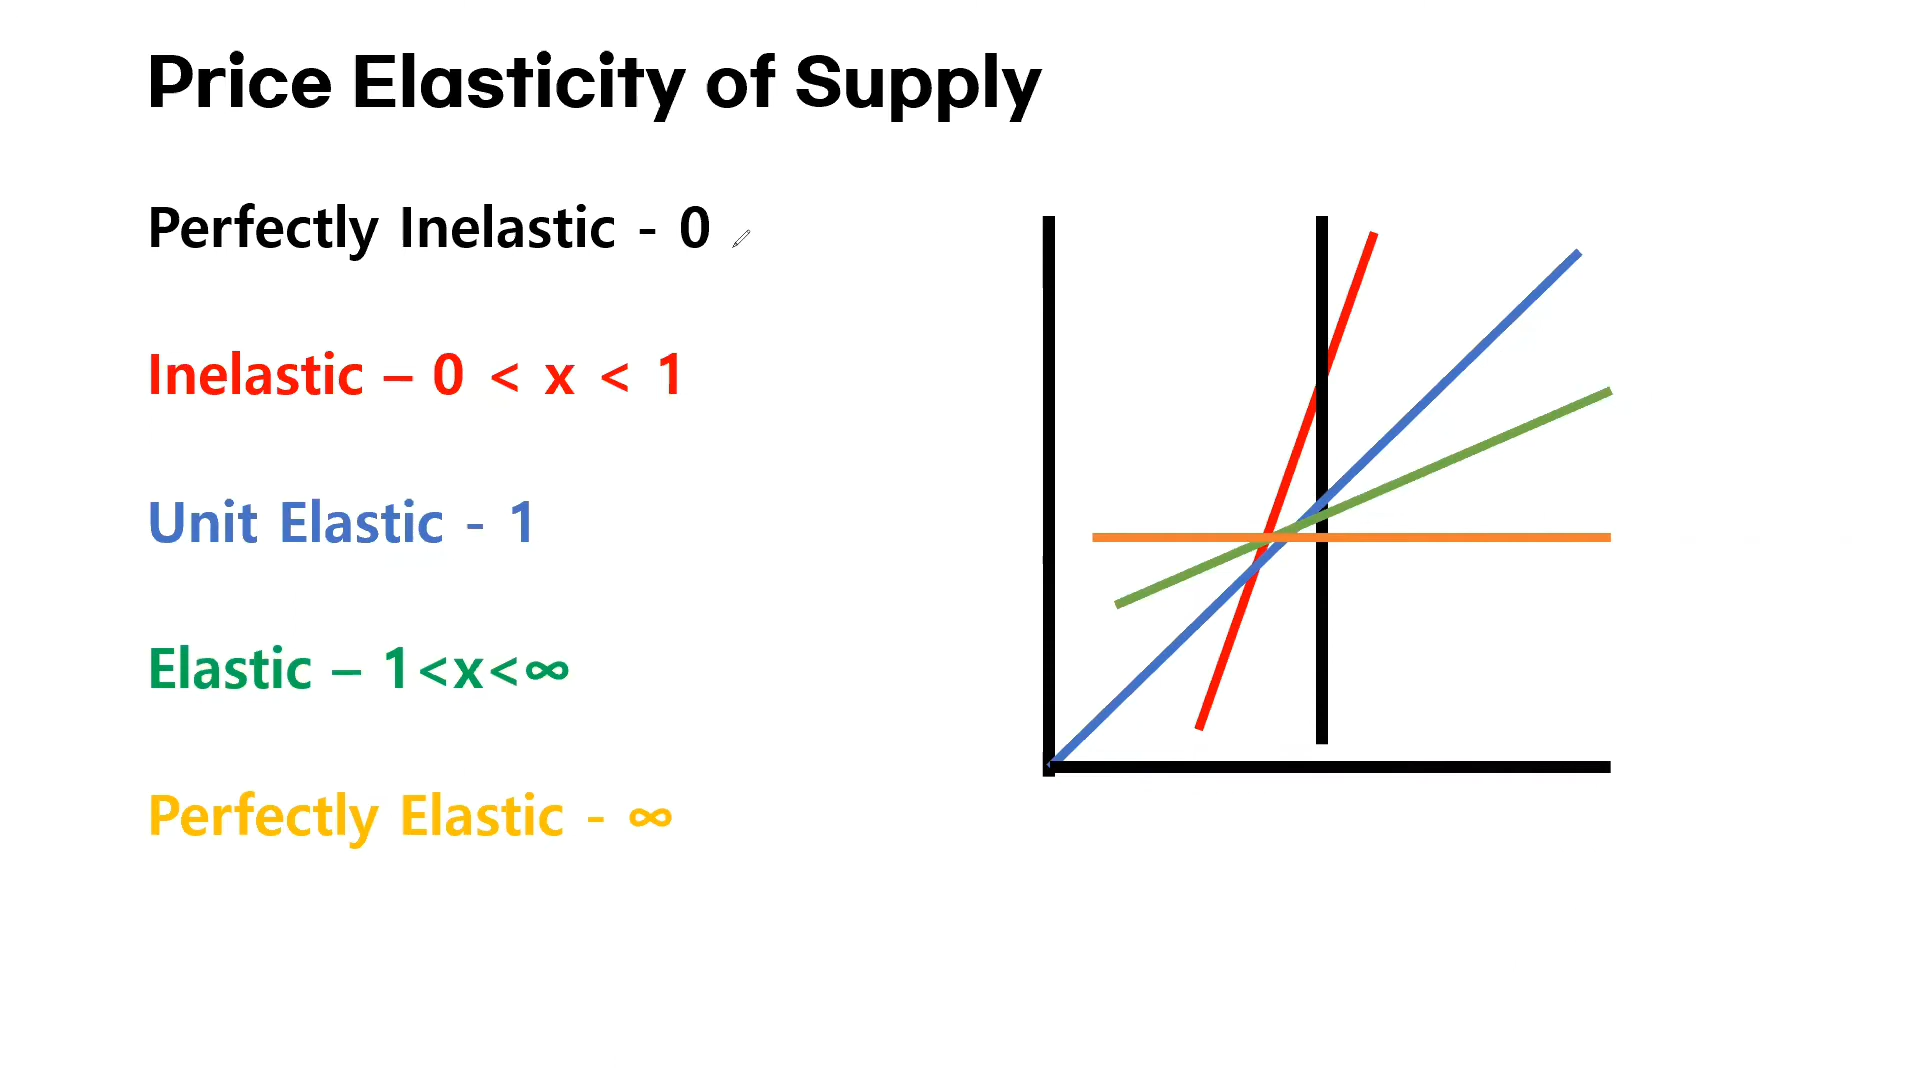 Price Elasticity of Supply
Perfectly Inelastic - 0
Inelastic – 0 < x < 1
Unit Elastic - 1
Elastic – 1<x<∞
Perfectly Elastic - ∞